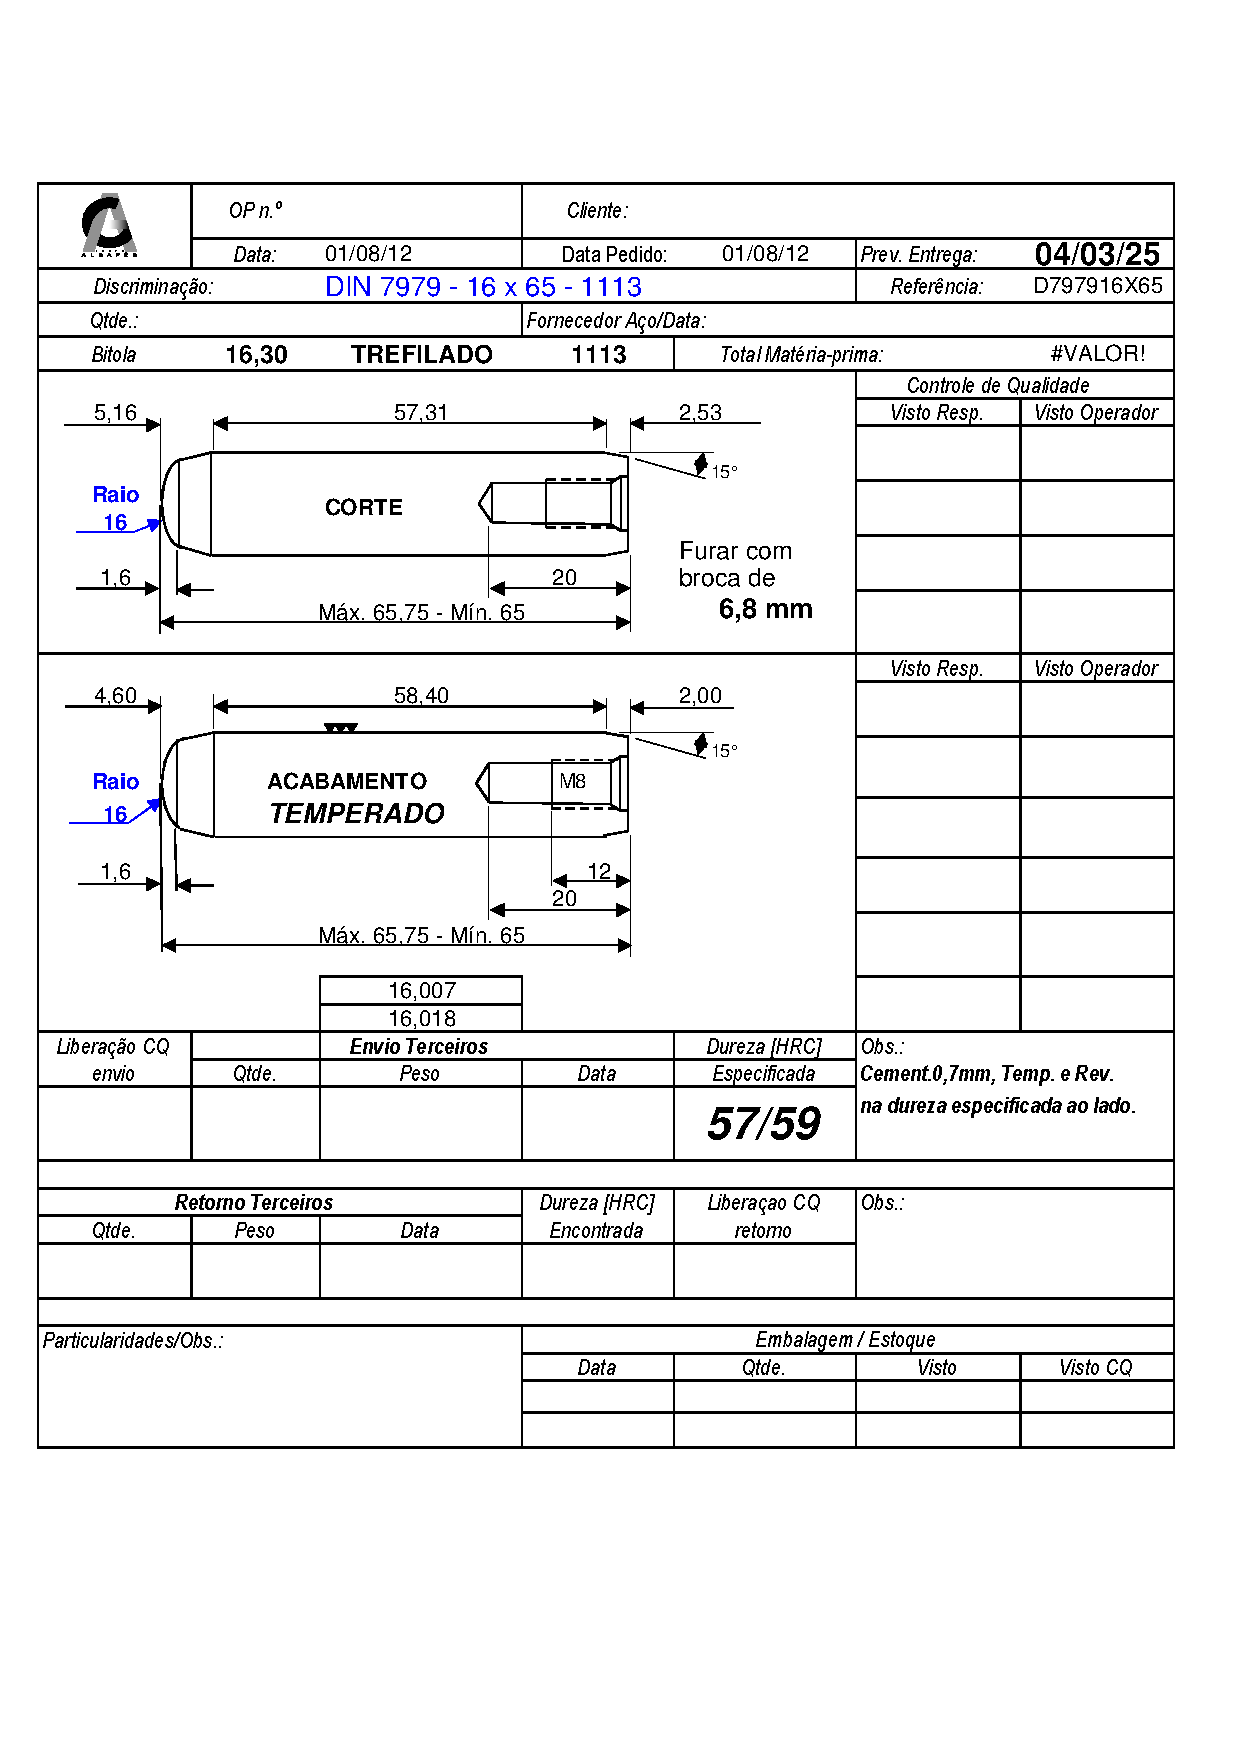 ALBAPES
OP n.º Cliente:
Data: 01/08/12 Data Pedido: 01/08/12 Prev. Entrega: 04/03/25
Discriminação: DIN 7979 - 16 x 65 - 1113 Referência: D797916X65
Qtde.: Fornecedor Aço/Data:
Bitola 16,30 TREFILADO 1113 Total Matéria-prima: #VALOR!
Controle de Qualidade
5,16 57,31 2,53 Visto Resp. Visto Operador
15°
Raio
CORTE
16
Furar com
1,6 20 broca de
Máx. 65,75 - Mín. 65 6,8 mm
Visto Resp. Visto Operador
4,60 58,40 2,00
15°
Raio ACABAMENTO M8
16 TEMPERADO
1,6 12
20
Máx. 65,75 - Mín. 65
16,007
16,018
Liberação CQ Envio Terceiros Dureza [HRC] Obs.:
envio Qtde. Peso Data Especificada Cement.0,7mm, Temp. e Rev.
57/59 na dureza especificada ao lado.
Retorno Terceiros Dureza [HRC] Liberaçao CQ Obs.:
Qtde. Peso Data Encontrada retorno
Particularidades/Obs.: Embalagem / Estoque
Data Qtde. Visto Visto CQ